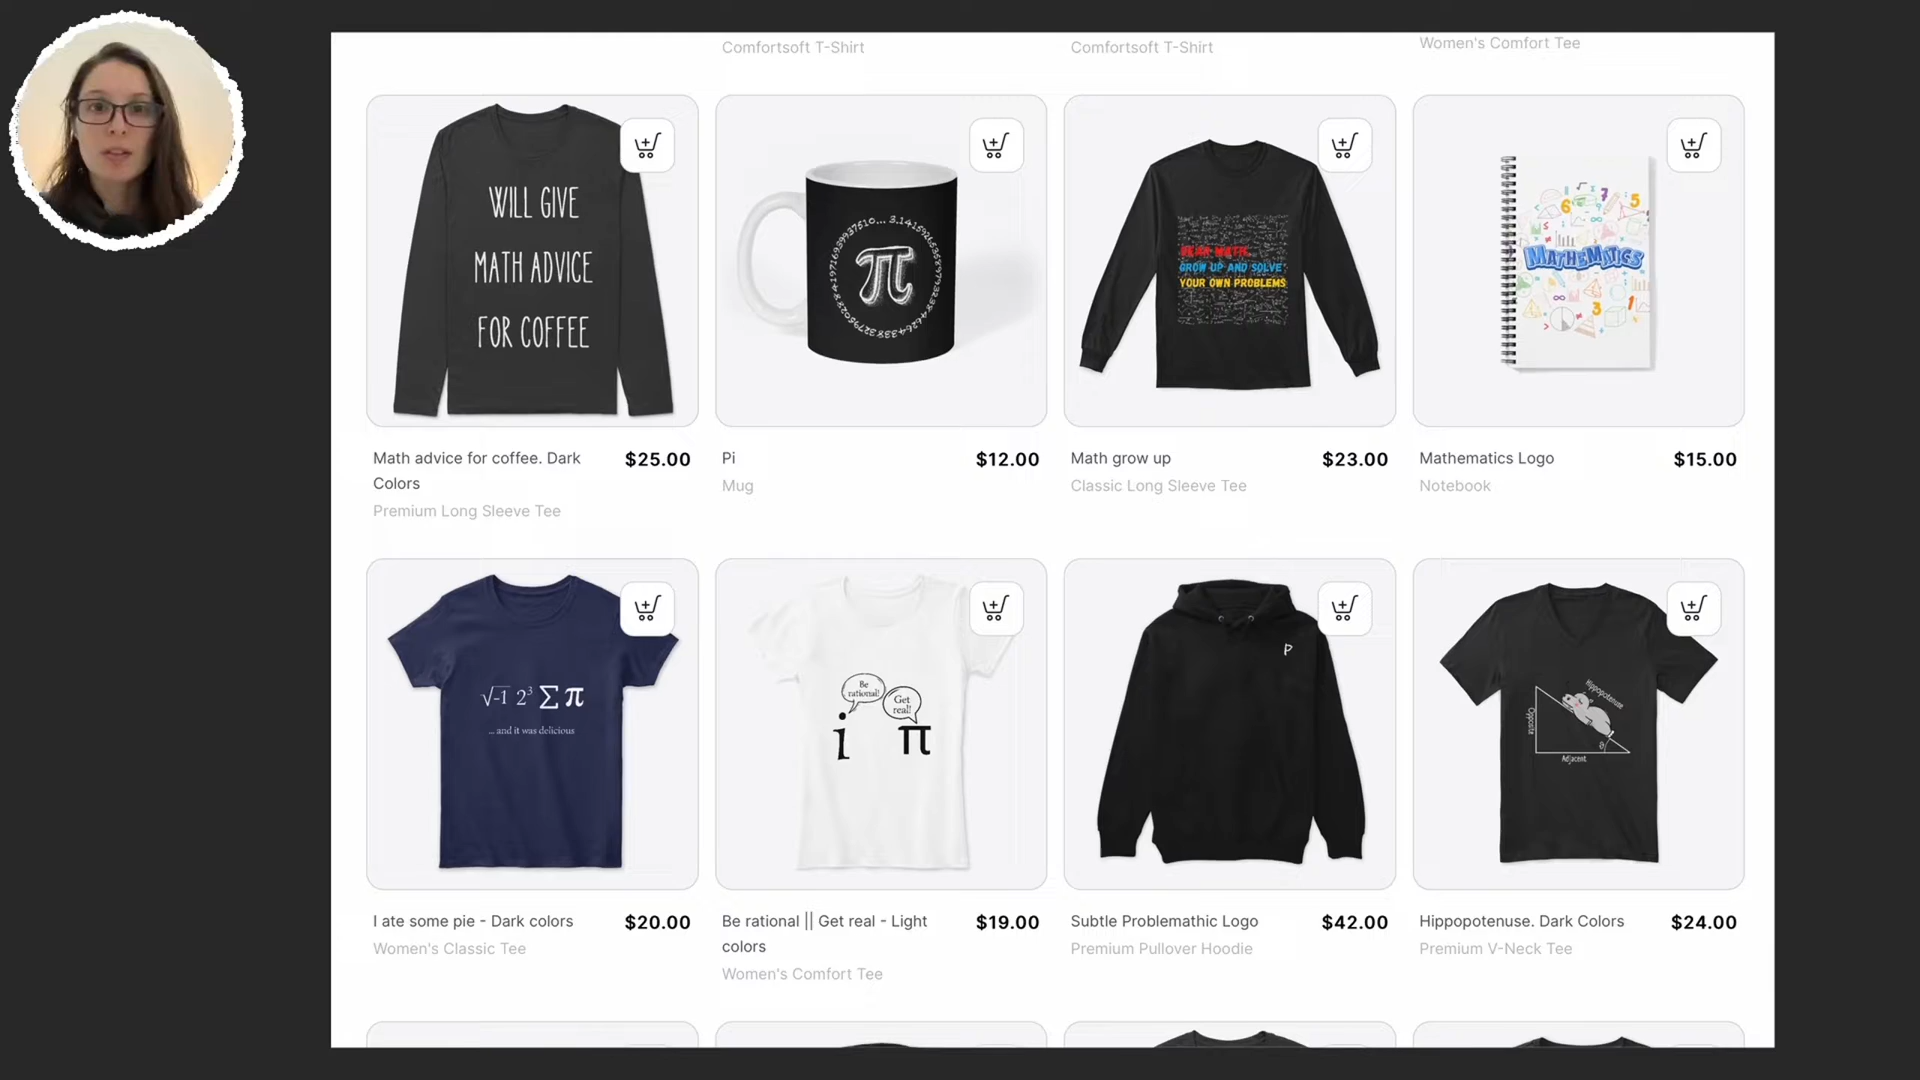 Comfortsoft T-Shirt
Comfortsoft T-Shirt
Women's Comfort Tee
WILL GIVE
MATH ADVICE
FOR COFFEE
π
GROW UP AND SOLVE
YOUR OWN PROBLEMS
MATHEMATICS
Math advice for coffee. Dark
Colors
$25.00
Premium Long Sleeve Tee
Pi
$12.00
Mug
Math grow up
$23.00
Classic Long Sleeve Tee
Mathematics Logo
$15.00
Notebook
√-1 2³ ∑ π
... and it was delicious
Be
rational!
Get
real!
i
π
P
Hippopotenuse
Opposite
Adjacent
I ate some pie - Dark colors
$20.00
Women's Classic Tee
Be rational || Get real - Light
colors
$19.00
Women's Comfort Tee
Subtle Problemathic Logo
$42.00
Premium Pullover Hoodie
Hippopotenuse. Dark Colors
$24.00
Premium V-Neck Tee